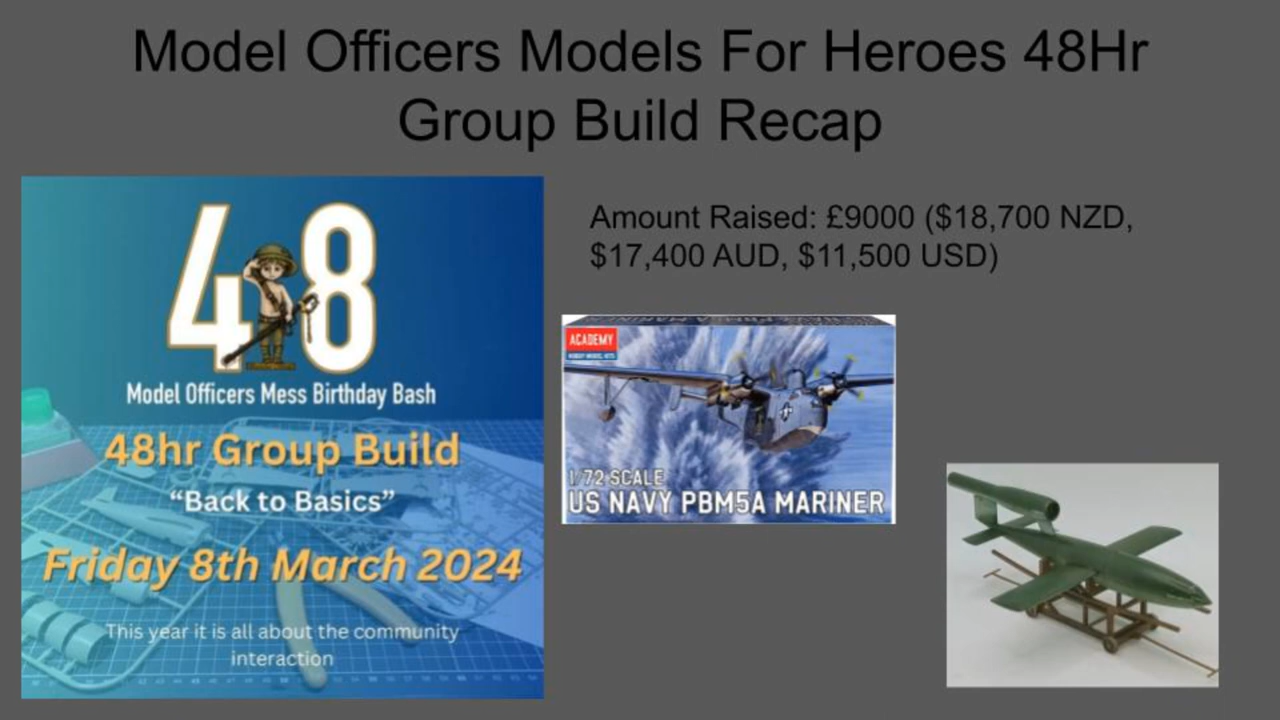 Model Officers Models For Heroes 48Hr
Group Build Recap
48
Model Officers Mess Birthday Bash
48hr Group Build
“Back to Basics”
Friday 8th March 2024
This year it is all about the community
interaction
Amount Raised: £9000 ($18,700 NZD,
$17,400 AUD, $11,500 USD)
ACADEMY
1/72 SCALE
US NAVY PBM5A MARINER